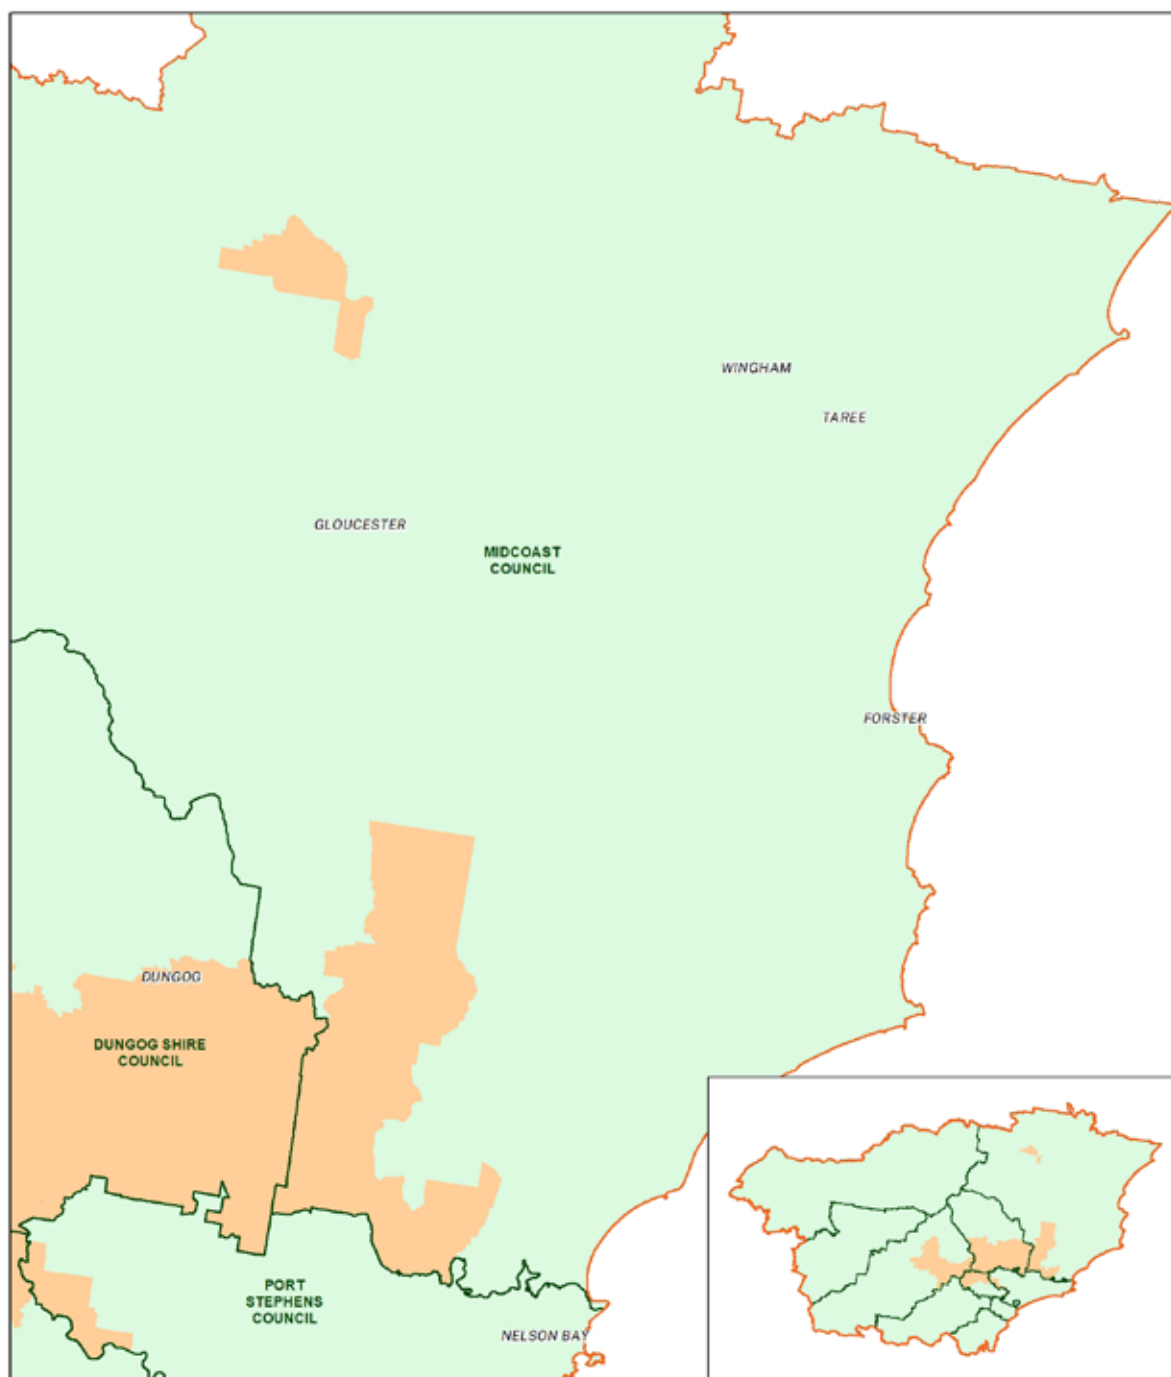 WINGHAM
TAREE
GLOUCESTER
MIDCOAST
COUNCIL
FORSTER
DUNGOG
DUNGOG SHIRE
COUNCIL
PORT
STEPHENS
COUNCIL
NELSON BAY